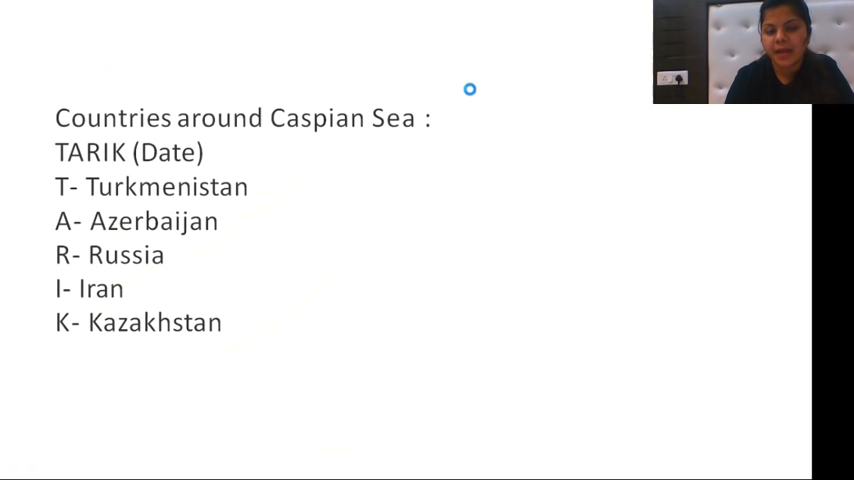 Countries around Caspian Sea :
TARIK (Date)
T- Turkmenistan
A- Azerbaijan
R- Russia
I- Iran
K- Kazakhstan